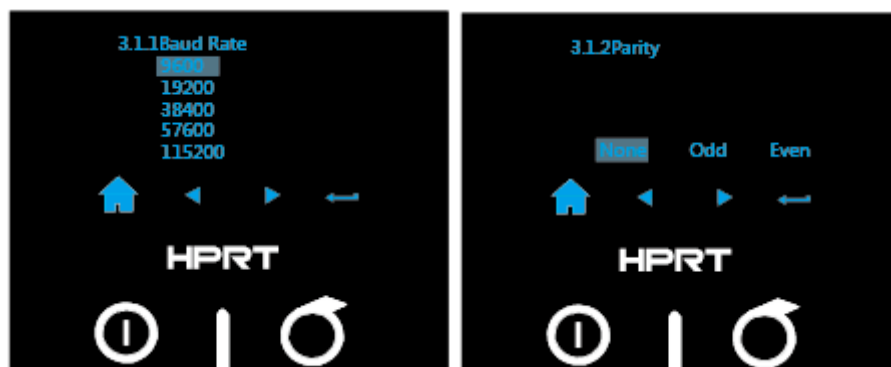 3.1.1Baud Rate
9600
19200
38400
57600
115200
HPRT
3.1.2Parity
None Odd Even
HPRT